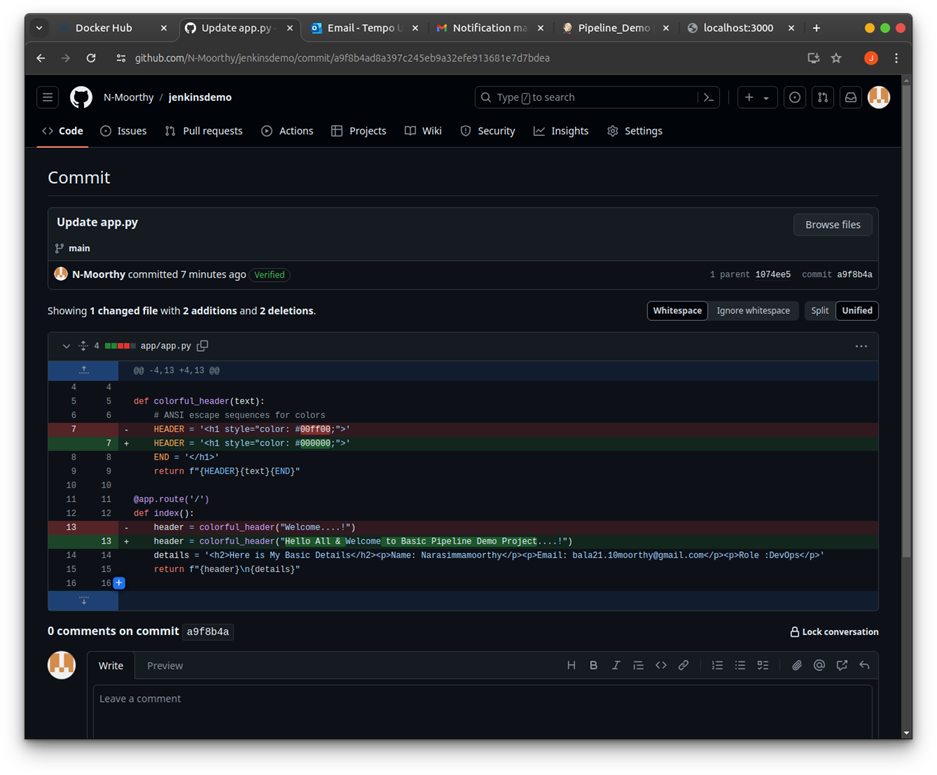 Docker Hub
Update app.py ·
Email - Tempo U
Notification ma
Pipeline_Demo
localhost:3000
github.com/N-Moorthy/jenkinsdemo/commit/a9f8b4ad8a397c245eb9a32efe913681e7d7bdea
J
N-Moorthy / jenkinsdemo
Type / to search
Code Issues Pull requests Actions Projects Wiki Security Insights Settings
Commit
Update app.py
Browse files
main
N-Moorthy committed 7 minutes ago Verified
1 parent 1074ee5 commit a9f8b4a
Showing 1 changed file with 2 additions and 2 deletions.
Whitespace Ignore whitespace Split Unified
4 app/app.py
@@ -4,13 +4,13 @@
4 4
5 5 def colorful_header(text):
6 6 # ANSI escape sequences for colors
7 - HEADER = '<h1 style="color: #00ff00;">'
7 + HEADER = '<h1 style="color: #000000;">'
8 8 END = '</h1>'
9 9 return f"{HEADER}{text}{END}"
10 10
11 11 @app.route('/')
12 12 def index():
13 - header = colorful_header("Welcome....!")
13 + header = colorful_header("Hello All & Welcome to Basic Pipeline Demo Project....!")
14 14 details = '<h2>Here is My Basic Details</h2><p>Name: Narasimmamoorthy</p><p>Email: bala21.10moorthy@gmail.com</p><p>Role :DevOps</p>'
15 15 return f"{header}\n{details}"
16 16
0 comments on commit a9f8b4a
Lock conversation
Write Preview
Leave a comment